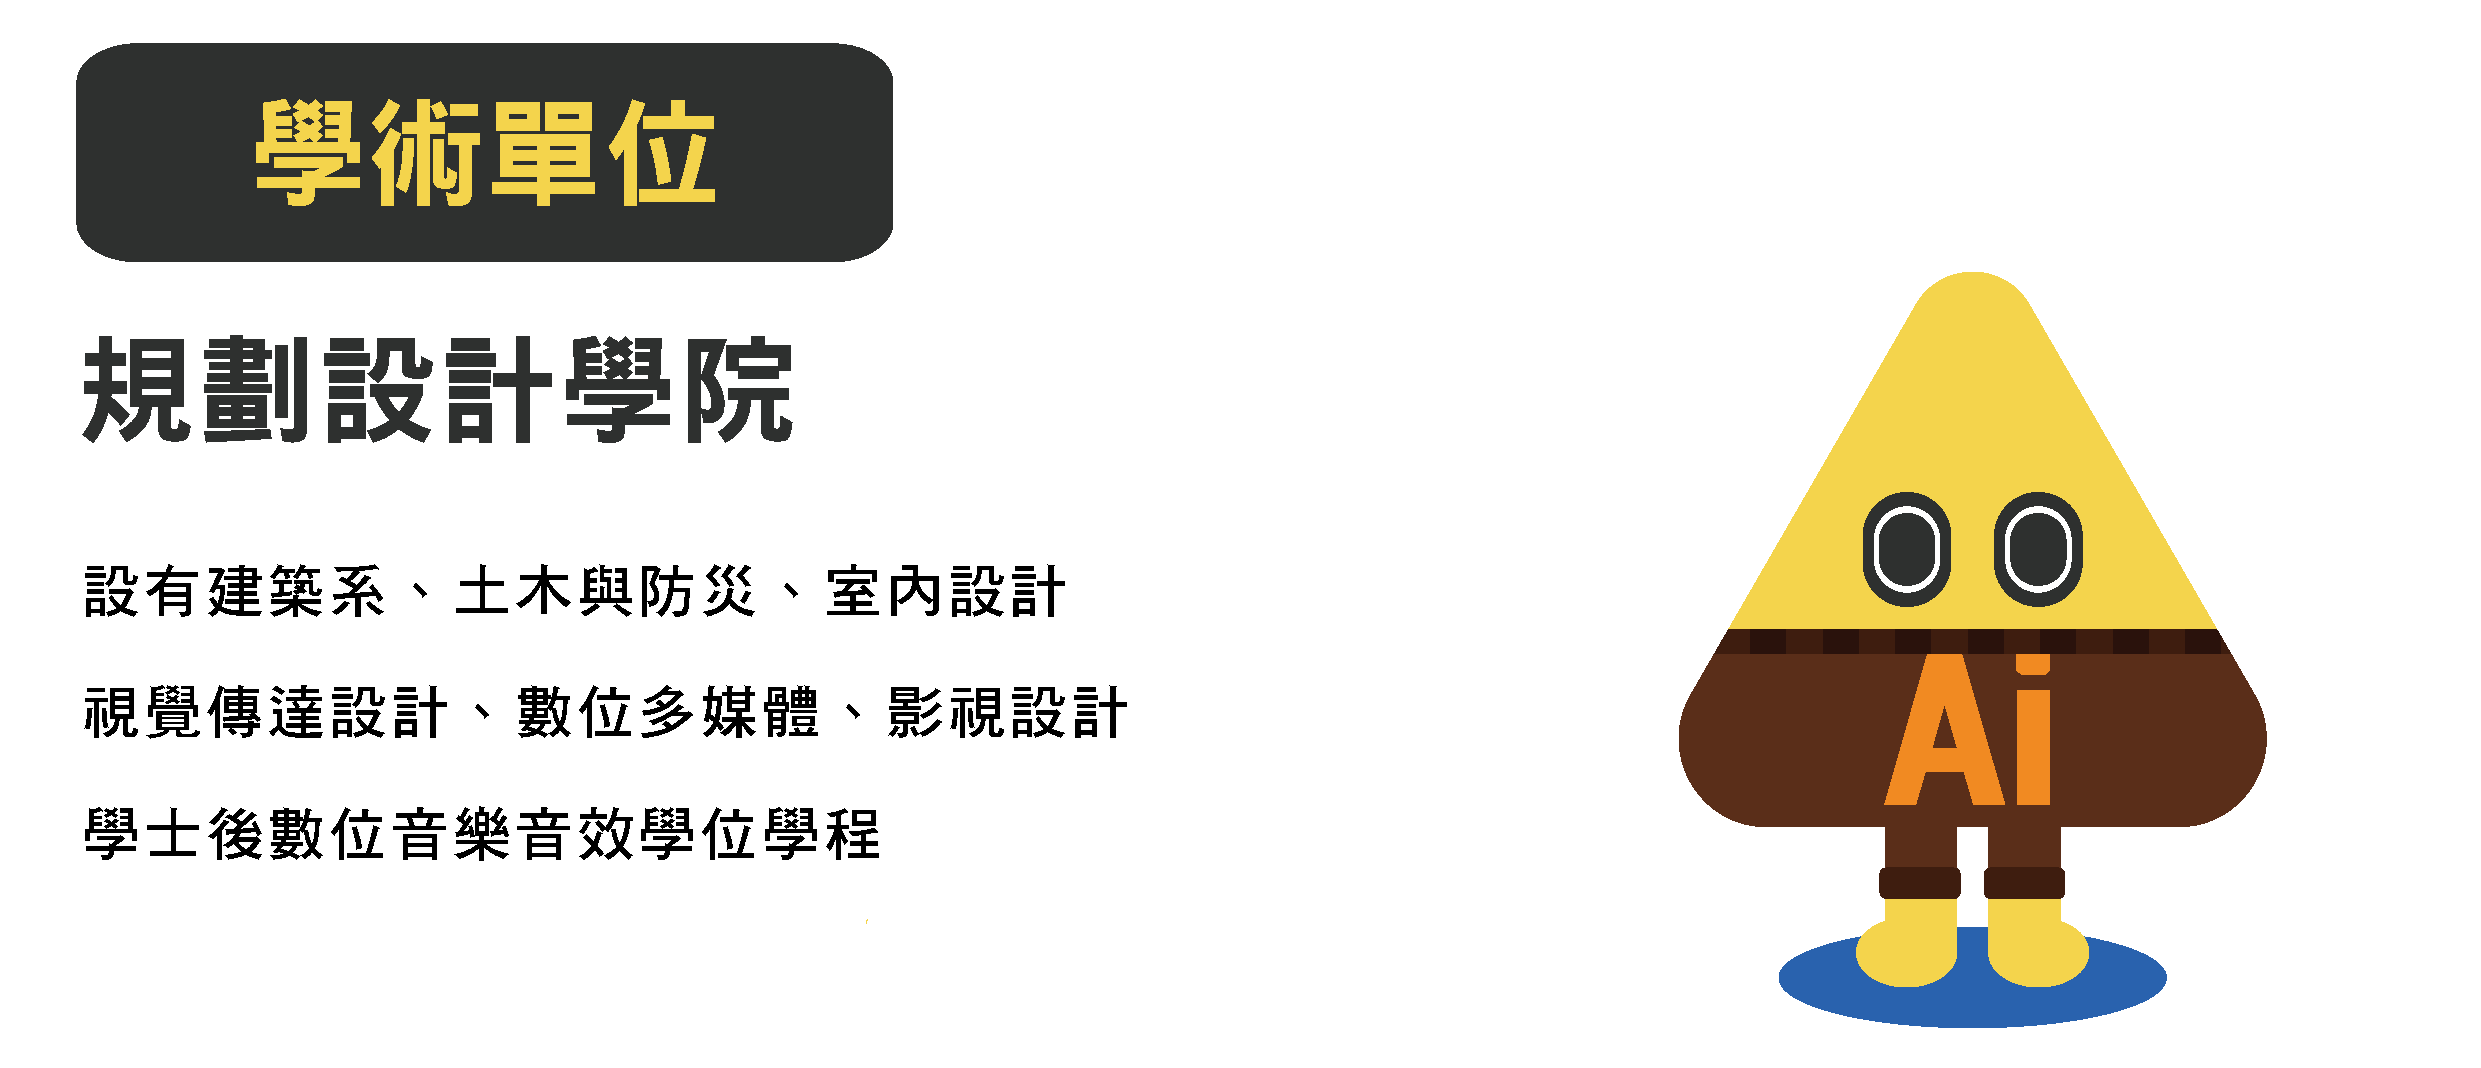 學術單位
規劃設計學院
設有建築系、土木與防災、室內設計
視覺傳達設計、數位多媒體、影視設計
學士後數位音樂音效學位學程
Ai